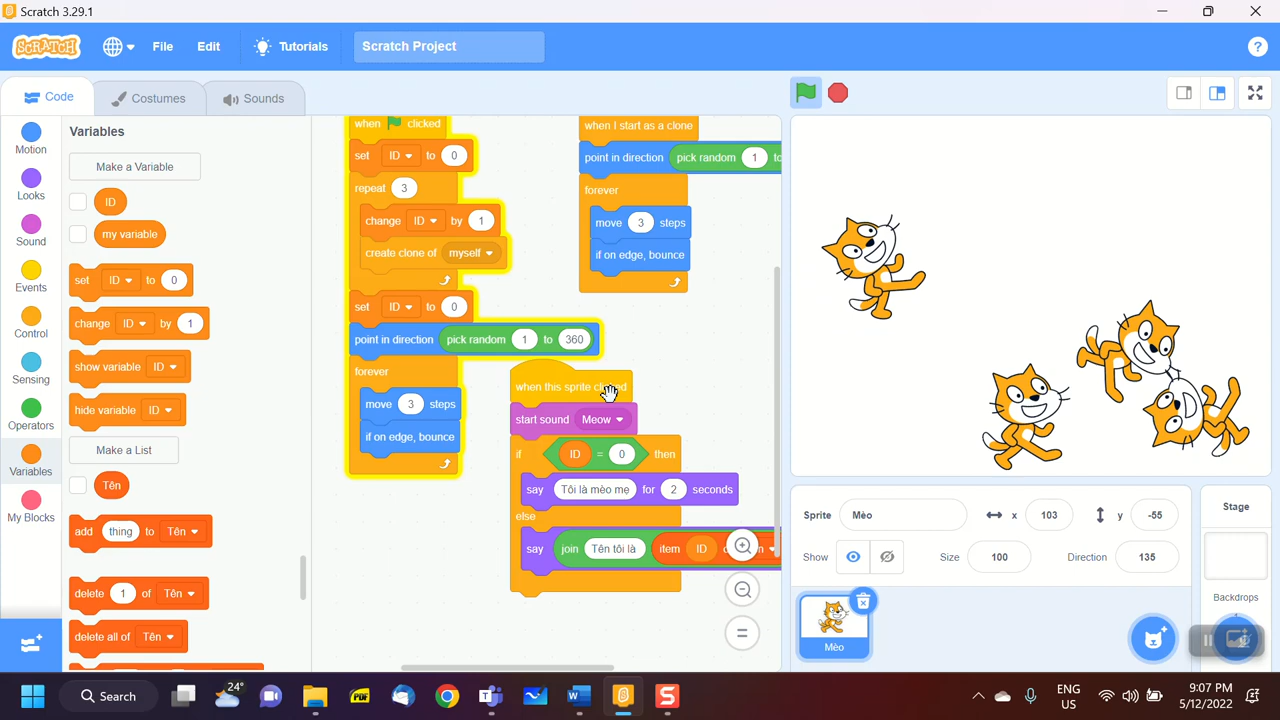 Scratch 3.29.1
SCRATCH
File
Edit
Tutorials
Scratch Project
Code
Costumes
Sounds
Motion
Looks
Sound
Events
Control
Sensing
Operators
Variables
My Blocks
Variables
Make a Variable
ID
my variable
set ID to 0
change ID by 1
show variable ID
hide variable ID
Make a List
Tên
add thing to Tên
delete 1 of Tên
delete all of Tên
when clicked
set ID to 0
repeat 3
change ID by 1
create clone of myself
set ID to 0
point in direction pick random 1 to 360
forever
move 3 steps
if on edge, bounce
when I start as a clone
point in direction pick random 1 to
forever
move 3 steps
if on edge, bounce
when this sprite clicked
start sound Meow
if ID = 0 then
say Tôi là mèo mẹ for 2 seconds
else
say join Tên tôi là item ID
Sprite Mèo x 103 y -55
Show Size 100 Direction 135
Mèo
Stage
Backdrops
Search
24°
PDF
ENG
US
9:07 PM
5/12/2022